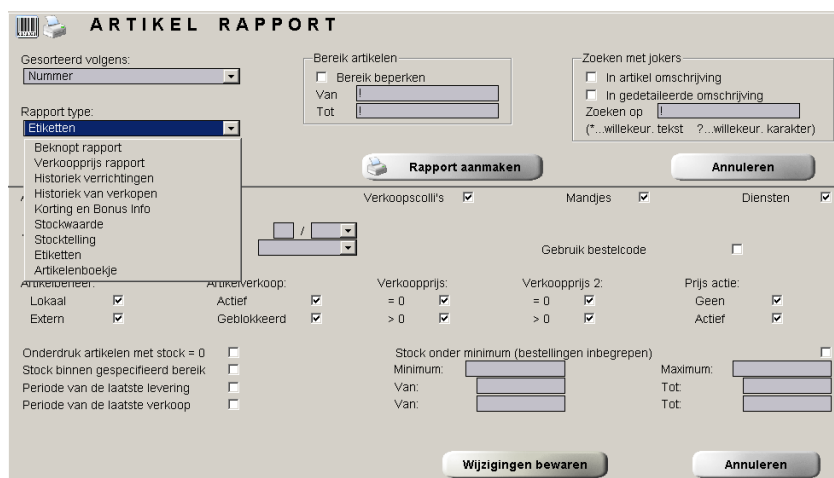 ARTIKEL RAPPORT
Gesorteerd volgens:
Nummer
Bereik artikelen
Bereik beperken
Van !
Tot !
Zoeken met jokers
In artikel omschrijving
In gedetaileerde omschrijving
Zoeken op !
(*...willekeur. tekst ?...willekeur. karakter)
Rapport type:
Etiketten
Beknopt rapport
Verkoopprijs rapport
Historiek verrichtingen
Historiek van verkopen
Korting en Bonus Info
Stockwaarde
Stocktelling
Etiketten
Artikelenboekje
Rapport aanmaken
Annuleren
Verkoopscolli's Mandjes Diensten
/
Gebruik bestelcode
Artikelbeheer: Artikelverkoop: Verkoopprijs: Verkoopprijs 2: Prijs actie:
Lokaal Actief = 0 = 0 Geen
Extern Geblokkeerd > 0 > 0 Actief
Onderdruk artikelen met stock = 0 Stock onder minimum (bestellingen inbegrepen)
Stock binnen gespecifieerd bereik Minimum: Maximum:
Periode van de laatste levering Van: Tot:
Periode van de laatste verkoop Van: Tot:
Wijzigingen bewaren Annuleren